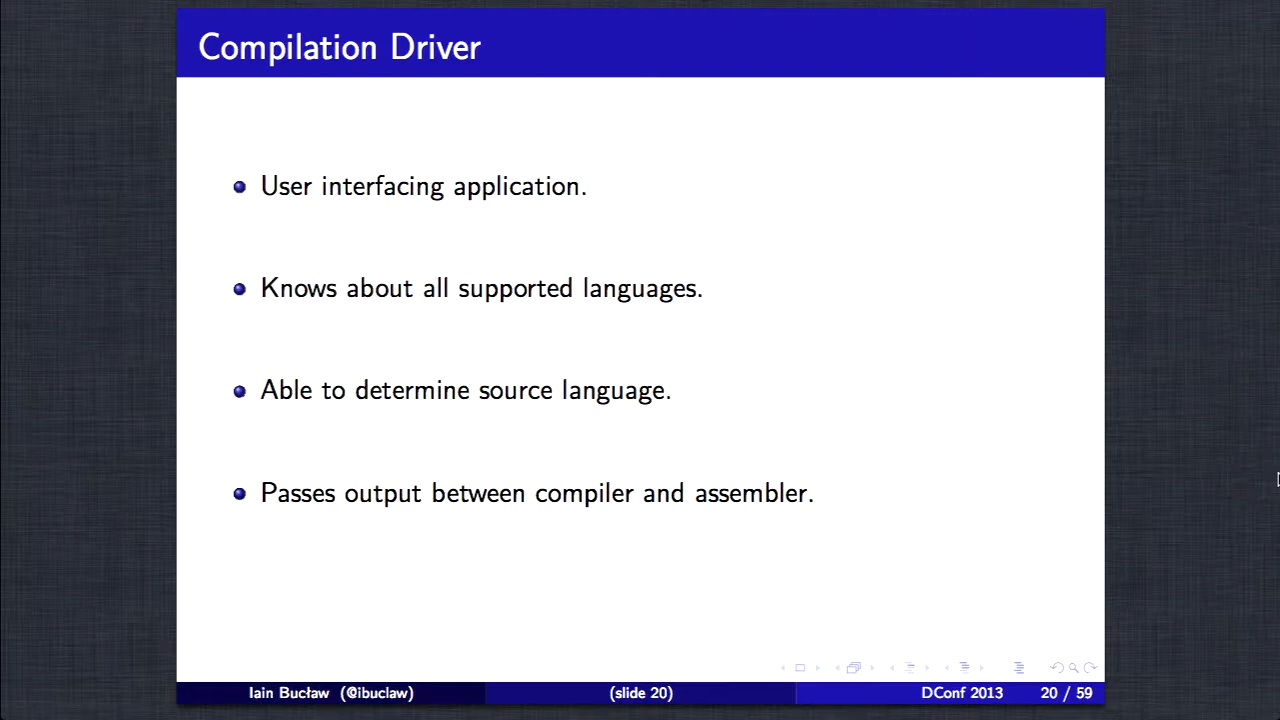 Compilation Driver
User interfacing application.
Knows about all supported languages.
Able to determine source language.
Passes output between compiler and assembler.
Iain Bucław (@ibuclaw) (slide 20) DConf 2013 20 / 59